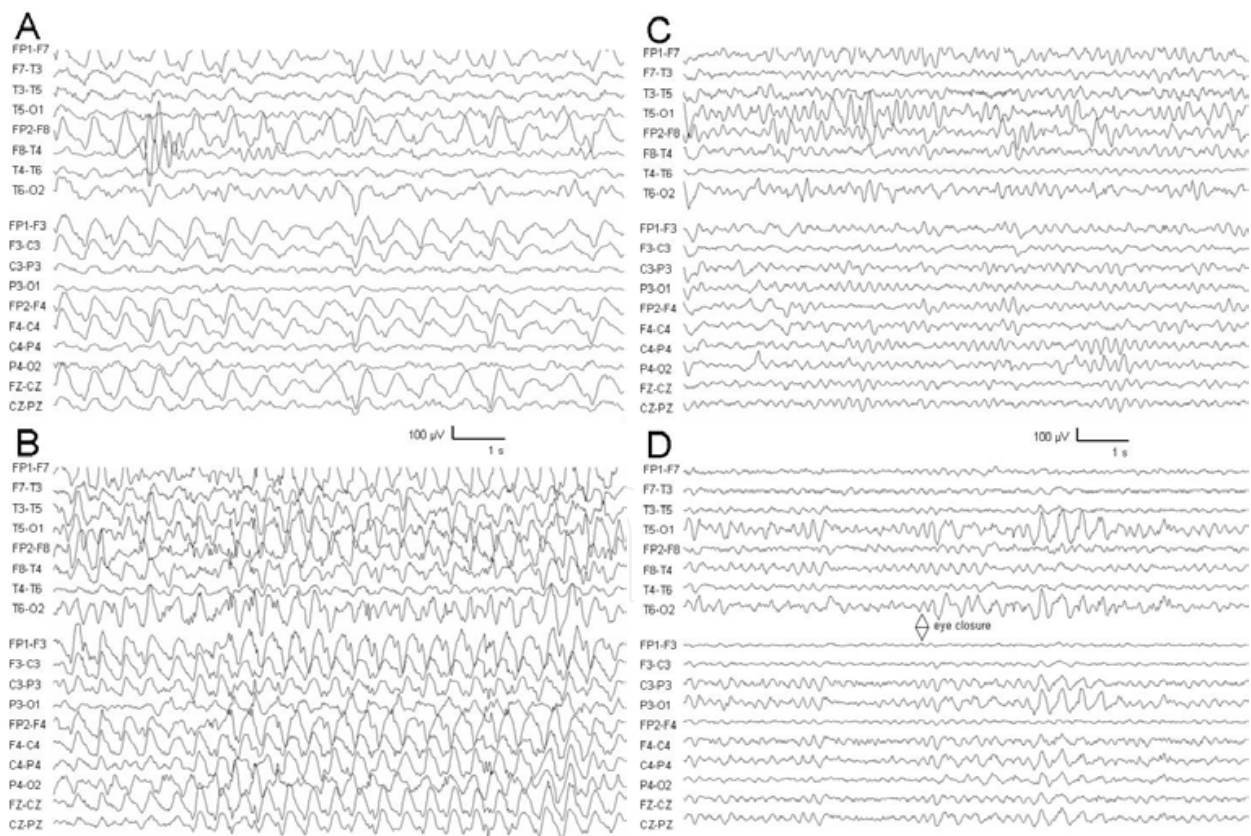 A
FP1-F7
F7-T3
T3-T5
T5-O1
FP2-F8
F8-T4
T4-T6
T6-O2
FP1-F3
F3-C3
C3-P3
P3-O1
FP2-F4
F4-C4
C4-P4
P4-O2
FZ-CZ
CZ-PZ
100 µV
1 s
B
FP1-F7
F7-T3
T3-T5
T5-O1
FP2-F8
F8-T4
T4-T6
T6-O2
FP1-F3
F3-C3
C3-P3
P3-O1
FP2-F4
F4-C4
C4-P4
P4-O2
FZ-CZ
CZ-PZ
C
FP1-F7
F7-T3
T3-T5
T5-O1
FP2-F8
F8-T4
T4-T6
T6-O2
FP1-F3
F3-C3
C3-P3
P3-O1
FP2-F4
F4-C4
C4-P4
P4-O2
FZ-CZ
CZ-PZ
100 µV
1 s
D
FP1-F7
F7-T3
T3-T5
T5-O1
FP2-F8
F8-T4
T4-T6
T6-O2
eye closure
FP1-F3
F3-C3
C3-P3
P3-O1
FP2-F4
F4-C4
C4-P4
P4-O2
FZ-CZ
CZ-PZ